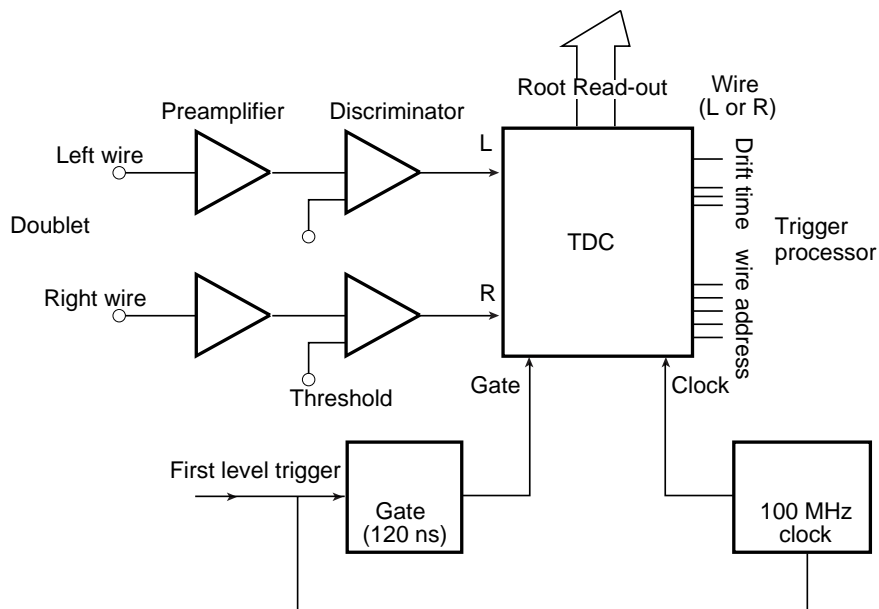 Root Read-out
Wire
(L or R)
Preamplifier
Discriminator
Left wire
L
Drift time
Doublet
TDC
Trigger
processor
Right wire
R
wire address
Threshold
Gate
Clock
First level trigger
Gate
(120 ns)
100 MHz
clock